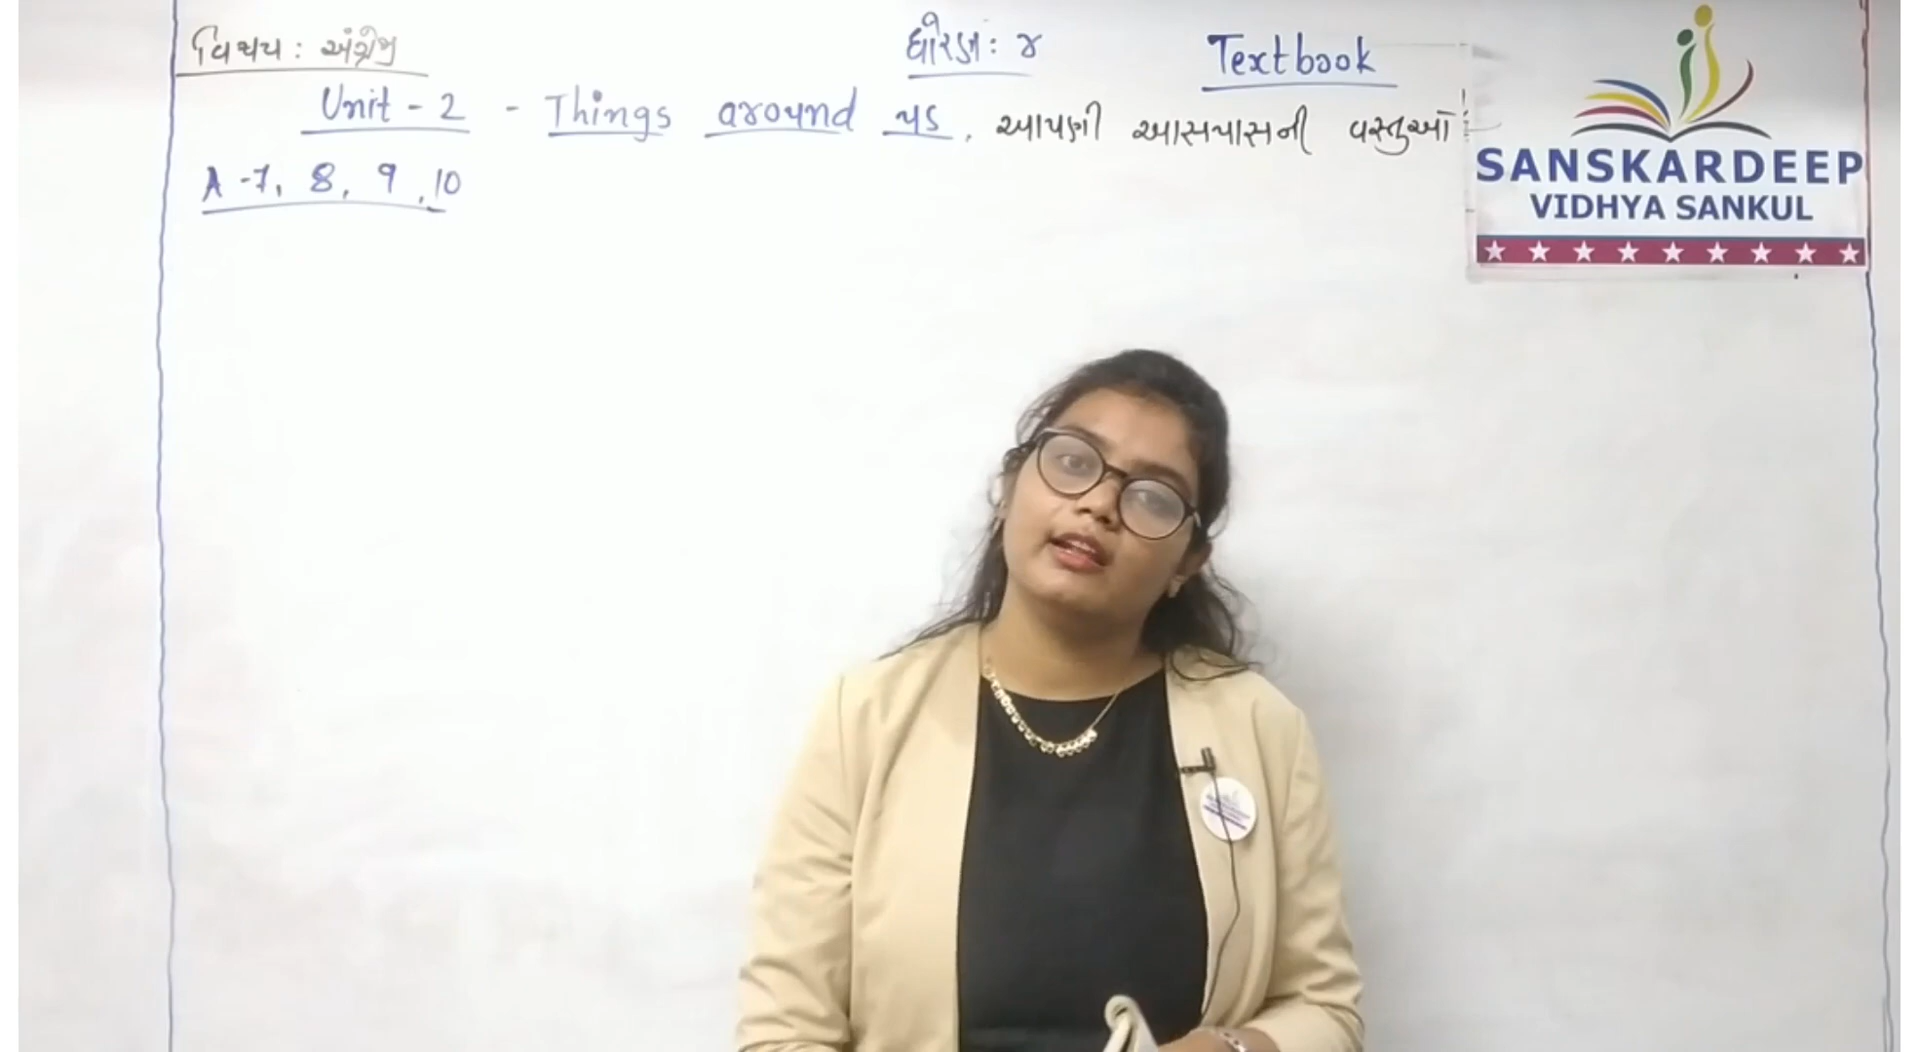 વિષય : અંગ્રેજી
ધોરણ : ૪
Textbook
Unit - 2 - Things around us, આપણી આસપાસની વસ્તુઓ
A - 7, 8, 9, 10
SANSKARDEEP
VIDHYA SANKUL